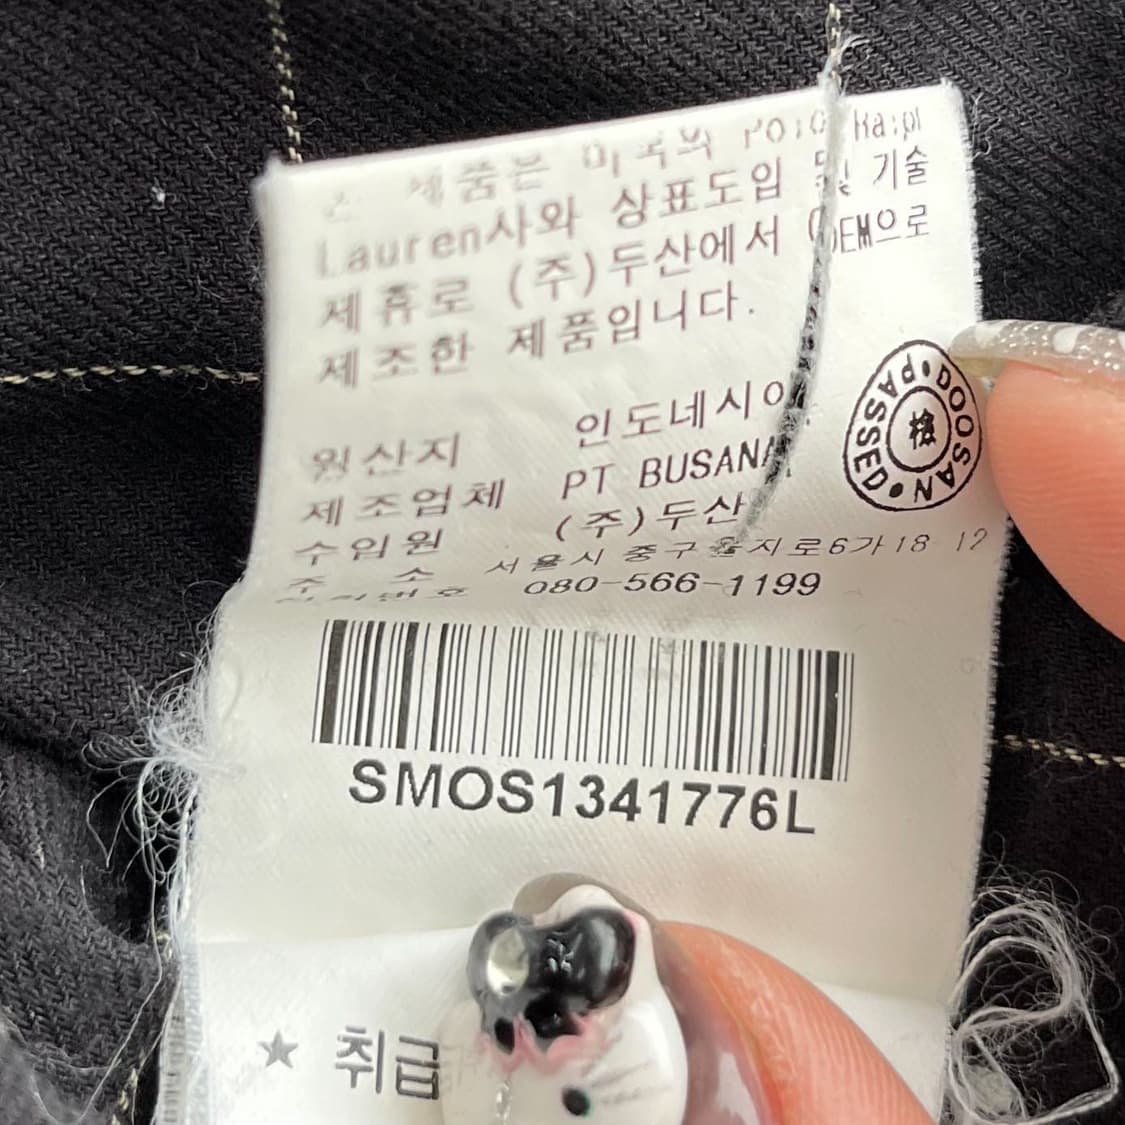 본 제품은 미국의 Polo Ralph
Lauren사와 상표도입 및 기술
제휴로 (주)두산에서 OEM으로
제조한 제품입니다.
원산지 인도네시아
제조업체 PT BUSANA
수입원 (주)두산
주 소 서울시 중구 을지로6가18 12
080-566-1199
DOOSAN • PASSED •
檢
SMOS1341776L
★ 취급